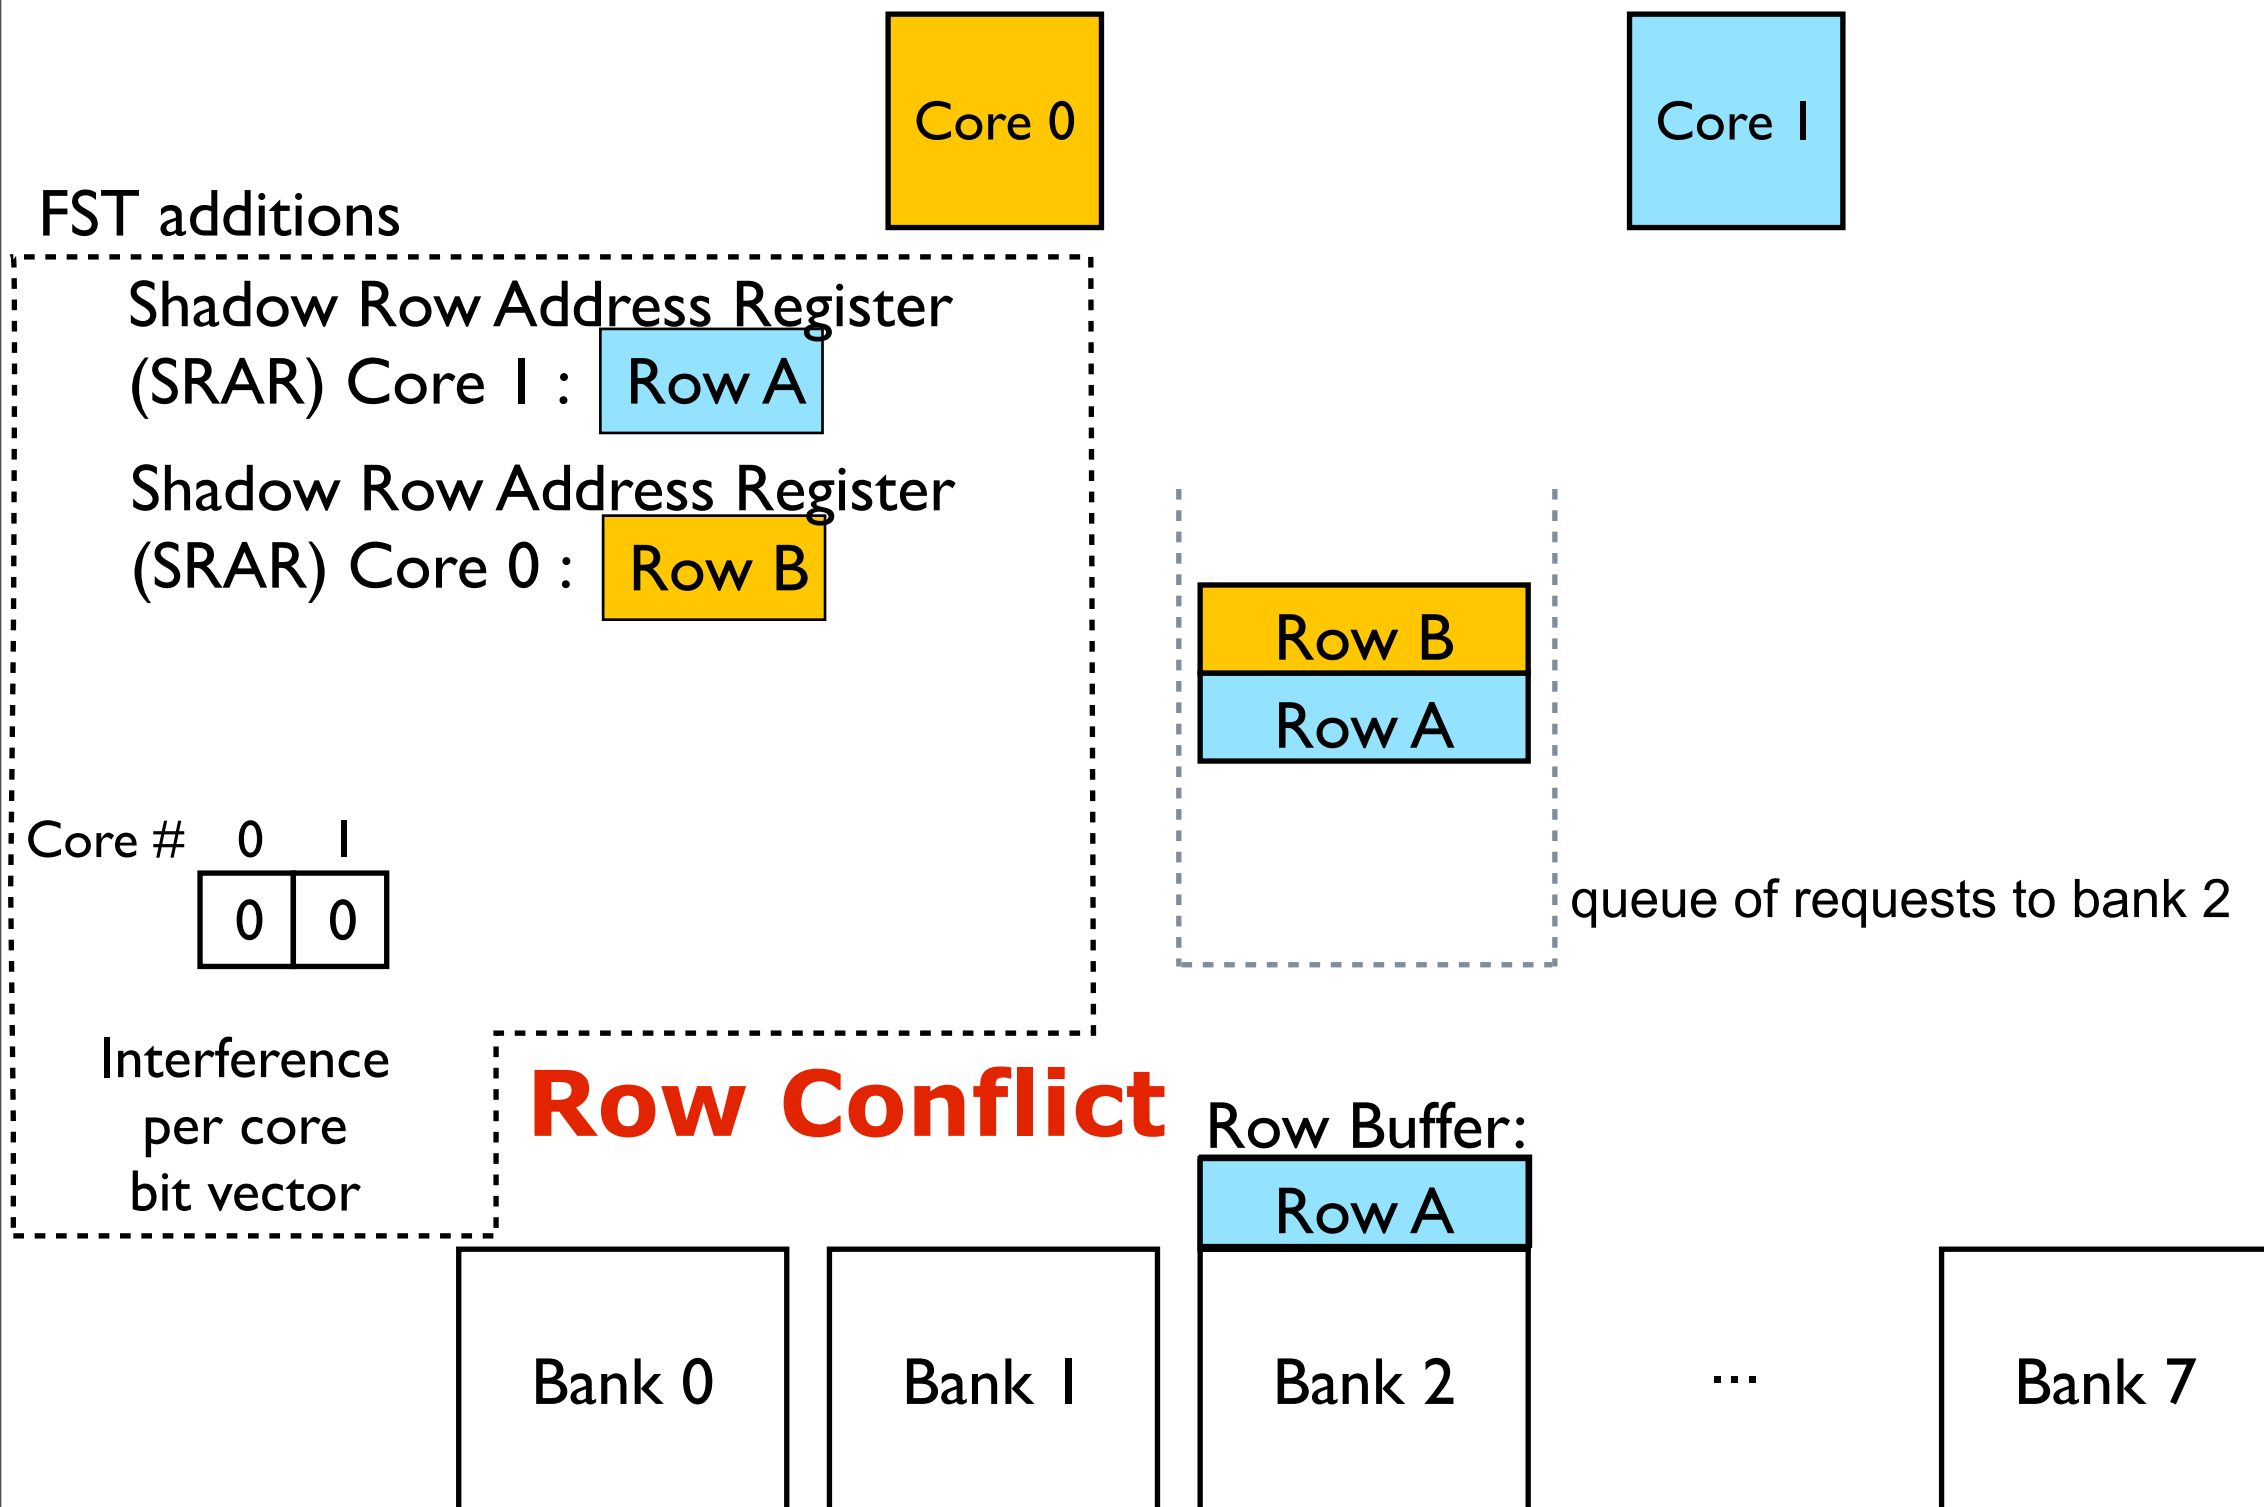 Core 0
Core 1
FST additions
Shadow Row Address Register
(SRAR) Core 1 : Row A
Shadow Row Address Register
(SRAR) Core 0 : Row B
Row B
Row A
Core # 0 1
0 0
queue of requests to bank 2
Interference
per core
bit vector
Row Conflict
Row Buffer:
Row A
Bank 0
Bank 1
Bank 2
...
Bank 7